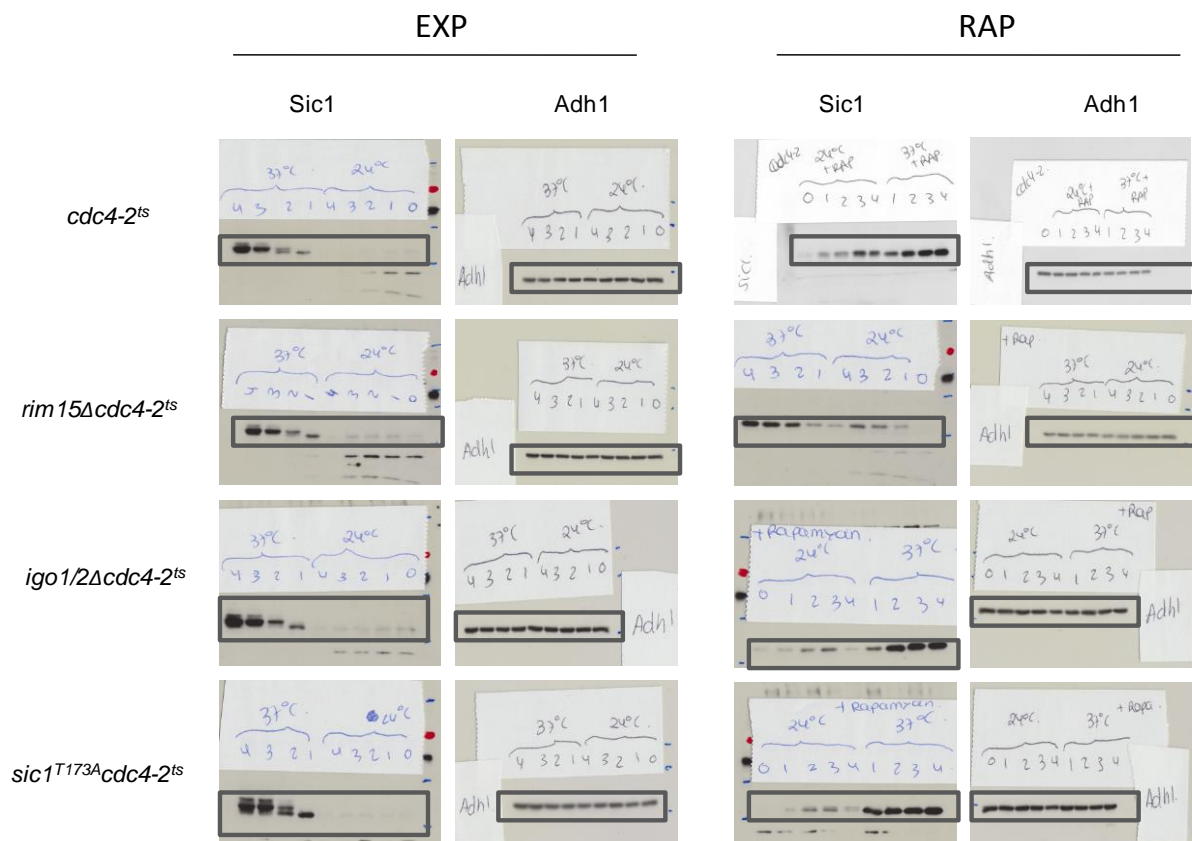 EXP RAP
Sic1 Adh1 Sic1 Adh1
cdc4-2ts
37°C 24°C
4 3 2 1 4 3 2 1 0
37°C 24°C
4 3 2 1 4 3 2 1 0
Adh1
cdc4-2 24°C +RAP 37°C +RAP
0 1 2 3 4 1 2 3 4
Sic1
cdc4-2 24°C+ RAP 37°C+ RAP
0 1 2 3 4 1 2 3 4
Adh1
rim15Δcdc4-2ts
37°C 24°C
4 3 2 1 4 3 2 1 0
37°C 24°C
4 3 2 1 4 3 2 1 0
Adh1
37°C 24°C
4 3 2 1 4 3 2 1 0
+Rap
37°C 24°C
4 3 2 1 4 3 2 1 0
Adh1
igo1/2Δcdc4-2ts
37°C 24°C
4 3 2 1 4 3 2 1 0
37°C 24°C
4 3 2 1 4 3 2 1 0
Adh1
+Rapamycin
24°C 37°C
0 1 2 3 4 1 2 3 4
+Rap
24°C 37°C
0 1 2 3 4 1 2 3 4
Adh1
sic1T173Acdc4-2ts
37°C 24°C
4 3 2 1 4 3 2 1 0
37°C 24°C
4 3 2 1 4 3 2 1 0
Adh1
+Rapamycin
24°C 37°C
0 1 2 3 4 1 2 3 4
+Rapa.
24°C 37°C
0 1 2 3 4 1 2 3 4
Adh1